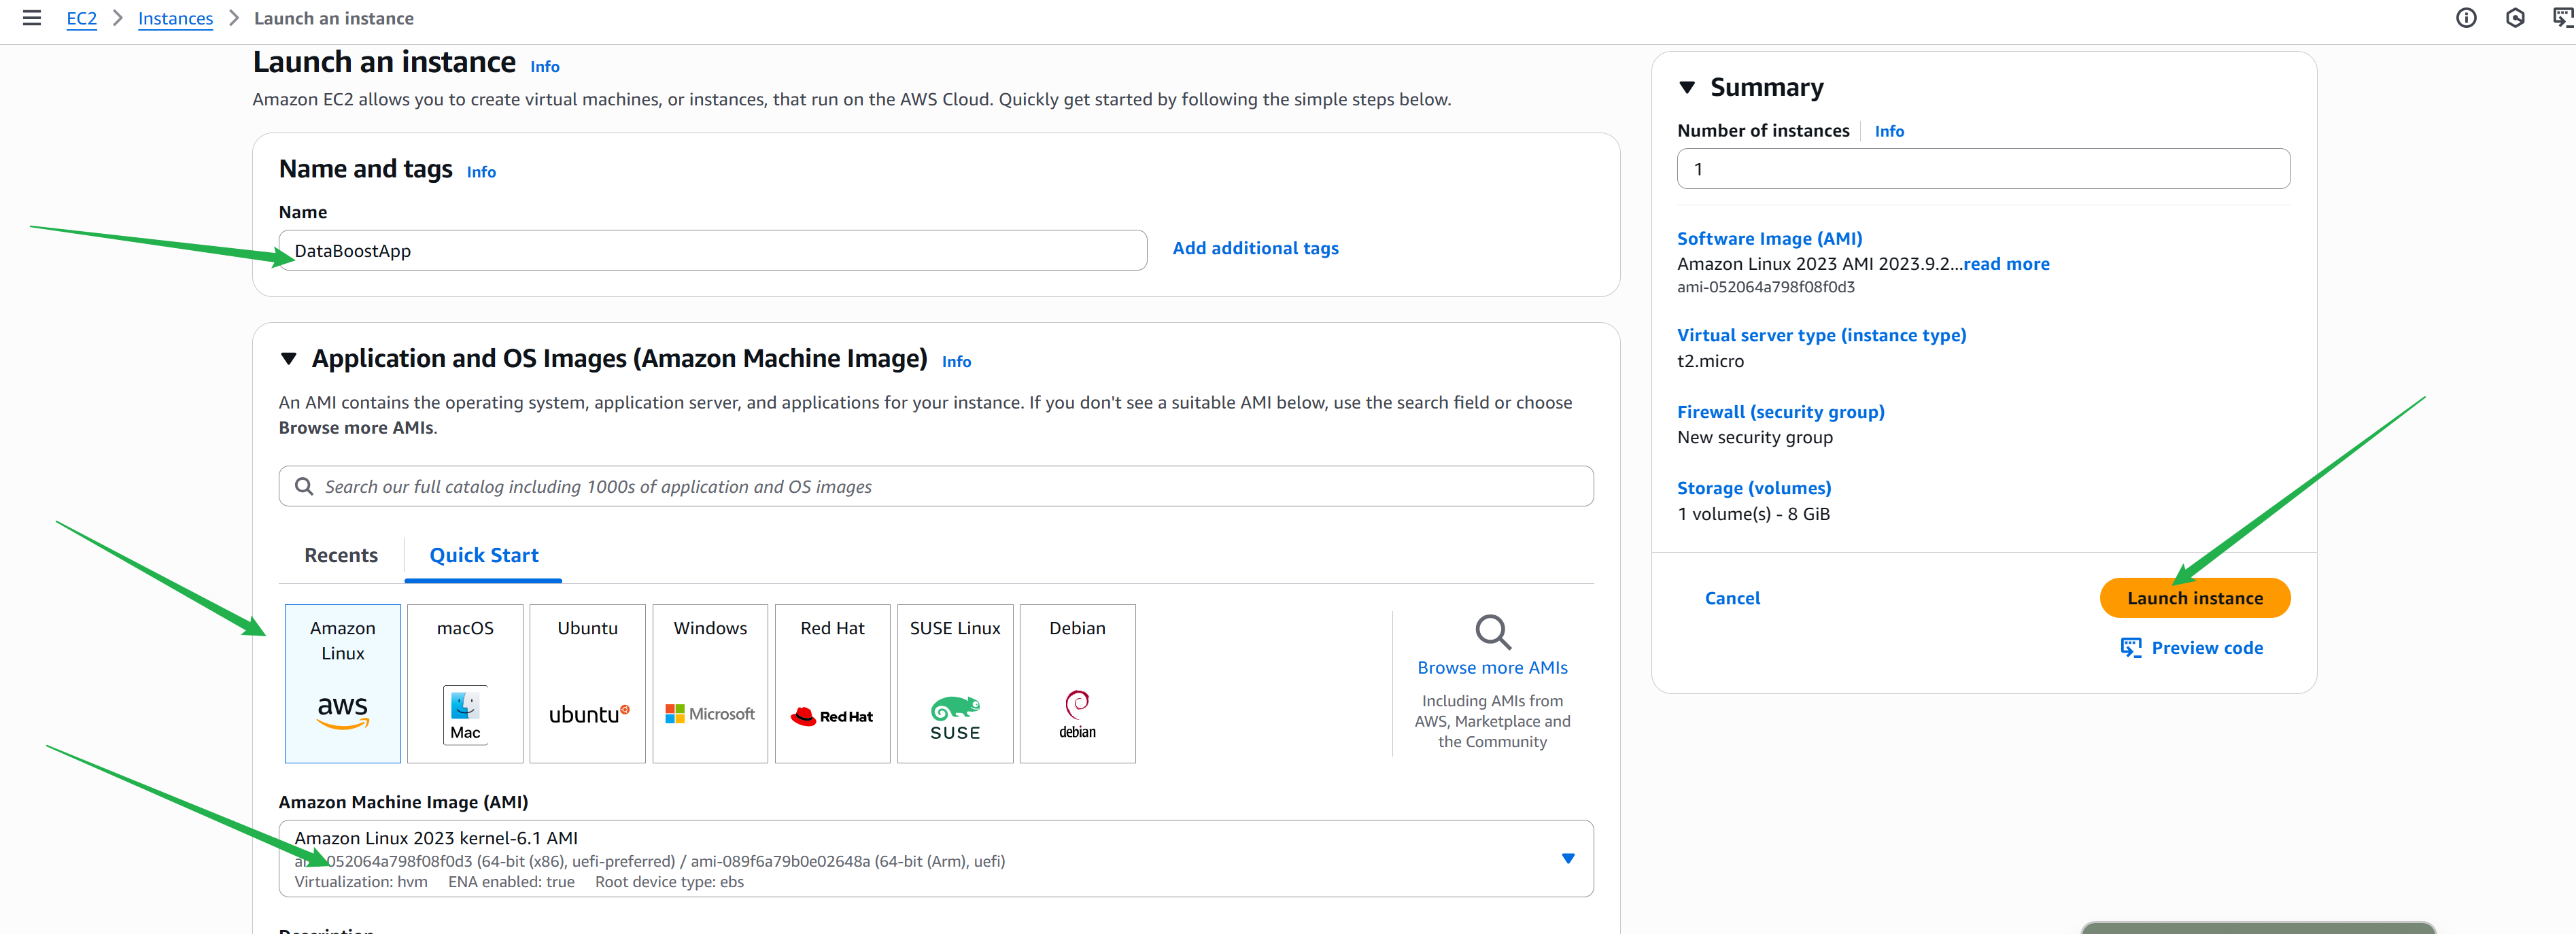 EC2 > Instances > Launch an instance
Launch an instance Info
Amazon EC2 allows you to create virtual machines, or instances, that run on the AWS Cloud. Quickly get started by following the simple steps below.
Name and tags Info
Name
DataBoostApp
Add additional tags
Application and OS Images (Amazon Machine Image) Info
An AMI contains the operating system, application server, and applications for your instance. If you don't see a suitable AMI below, use the search field or choose
Browse more AMIs.
Search our full catalog including 1000s of application and OS images
Recents
Quick Start
Amazon
Linux
aws
macOS
Mac
Ubuntu
ubuntu
Windows
Microsoft
Red Hat
Red Hat
SUSE Linux
SUSE
Debian
debian
Browse more AMIs
Including AMIs from
AWS, Marketplace and
the Community
Amazon Machine Image (AMI)
Amazon Linux 2023 kernel-6.1 AMI
052064a798f08f0d3 (64-bit (x86), uefi-preferred) / ami-089f6a79b0e02648a (64-bit (Arm), uefi)
Virtualization: hvm ENA enabled: true Root device type: ebs
Summary
Number of instances Info
1
Software Image (AMI)
Amazon Linux 2023 AMI 2023.9.2...read more
ami-052064a798f08f0d3
Virtual server type (instance type)
t2.micro
Firewall (security group)
New security group
Storage (volumes)
1 volume(s) - 8 GiB
Cancel
Launch instance
Preview code